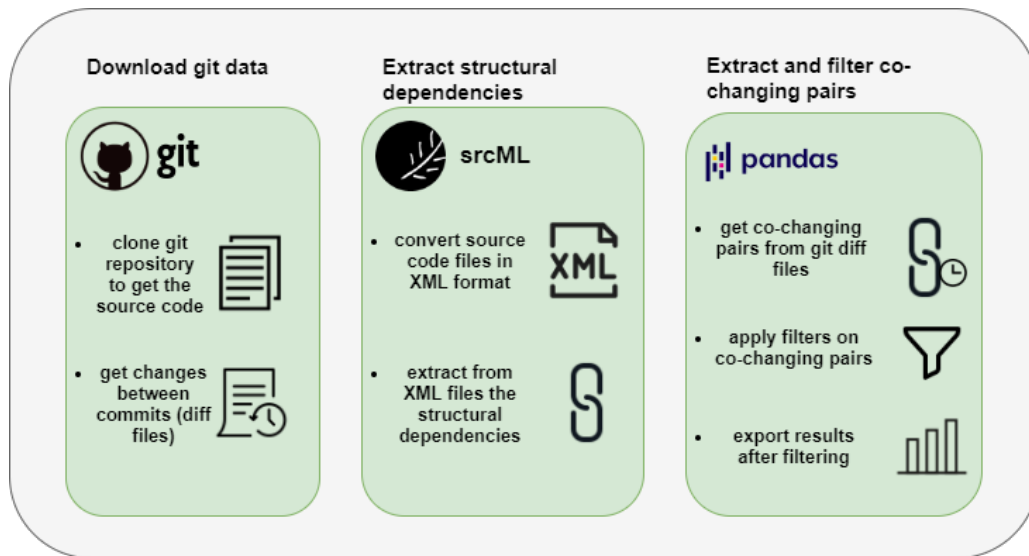 Download git data
git
• clone git
repository
to get the
source code
• get changes
between
commits (diff
files)
Extract structural
dependencies
srcML
• convert source
code files in
XML format
XML
• extract from
XML files the
structural
dependencies
Extract and filter co-
changing pairs
pandas
• get co-changing
pairs from git diff
files
• apply filters on
co-changing pairs
• export results
after filtering